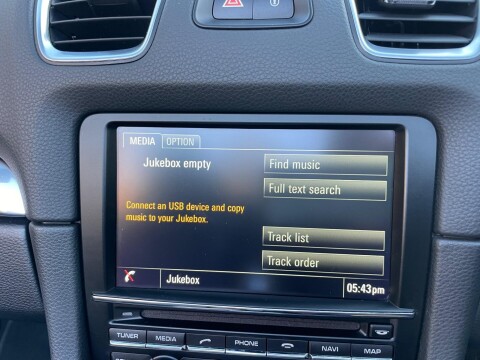 MEDIA OPTION
Jukebox empty
Find music
Full text search
Connect an USB device and copy
music to your Jukebox.
Track list
Track order
Jukebox
05:43pm
TUNER MEDIA PHONE NAVI MAP